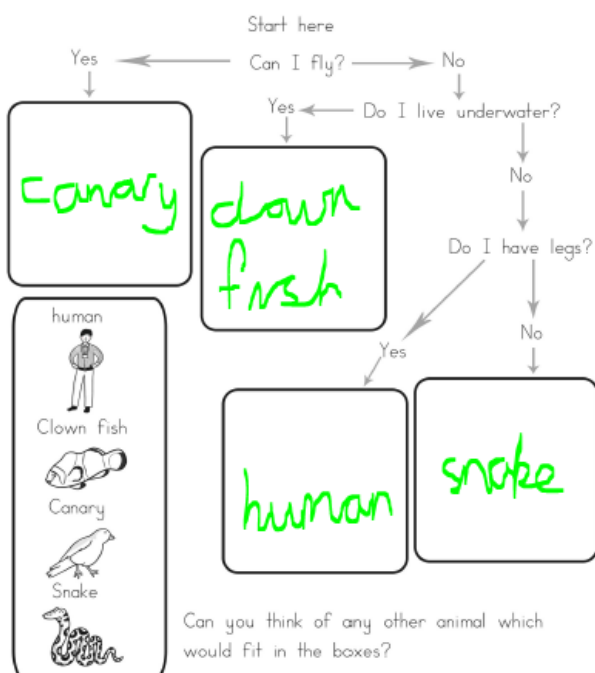 Start here
Yes
Can I fly?
No
Yes
Do I live underwater?
canary
clown
fish
No
Do I have legs?
human
Clown fish
Canary
Snake
Yes
No
human
snake
Can you think of any other animal which
would fit in the boxes?